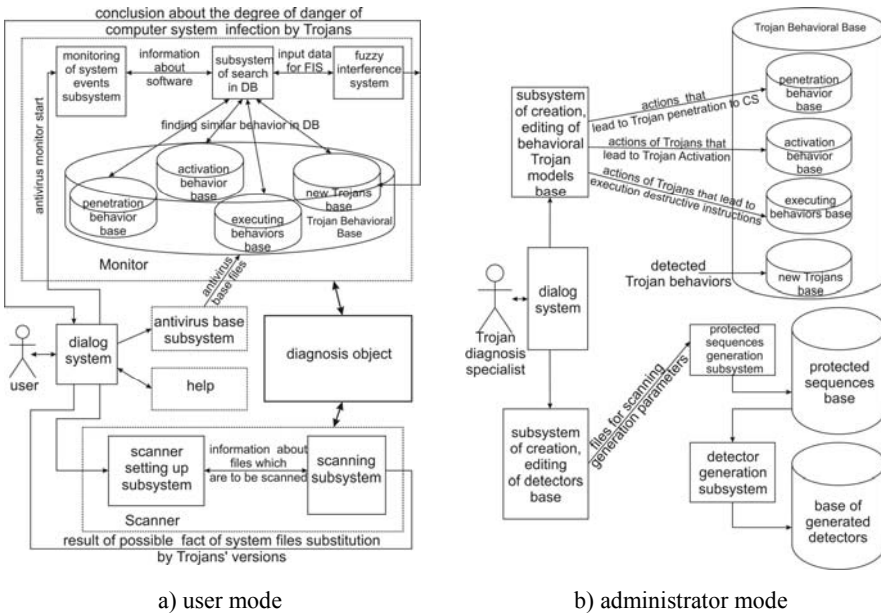 conclusion about the degree of danger of
computer system infection by Trojans
monitoring
of system
events
subsystem
information
about
software
subsystem
of search
in DB
input data
for FIS
fuzzy
interference
system
antivirus monitor start
finding similar behavior in DB
penetration
behavior
base
activation
behavior
base
executing
behaviors
base
new Trojans
base
Trojan Behavioral
Base
Monitor
antivirus
base files
user
dialog
system
antivirus base
subsystem
help
diagnosis object
scanner
setting up
subsystem
information about
files which
are to be scanned
scanning
subsystem
Scanner
result of possible fact of system files substitution
by Trojans' versions
a) user mode
Trojan Behavioral Base
subsystem
of creation,
editing of
behavioral
Trojan
models
base
actions that
lead to Trojan penetration to CS
penetration
behavior
base
actions of Trojans that
lead to Trojan Activation
activation
behavior
base
actions of Trojans that lead to
execution destructive instructions
executing
behaviors base
detected
Trojan behaviors
new Trojans
base
Trojan
diagnosis
specialist
dialog
system
subsystem
of creation,
editing
of detectors
base
files for scanning
generation parameters
protected
sequences
generation
subsystem
protected
sequences
base
detector
generation
subsystem
base of
generated
detectors
b) administrator mode